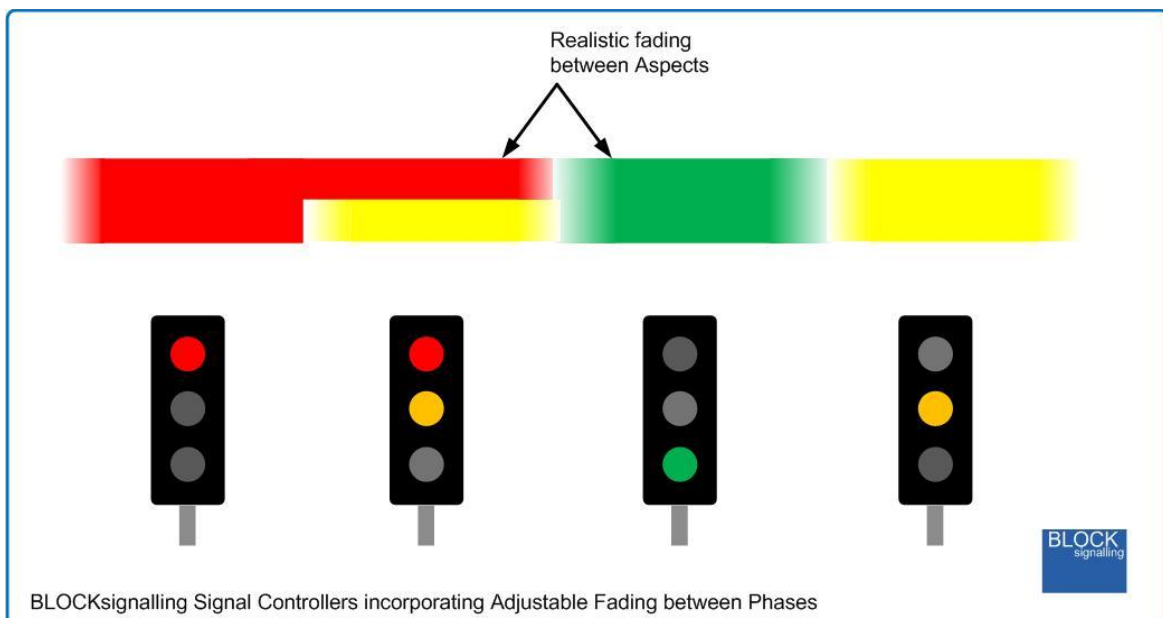 Realistic fading
between Aspects
BLOCK
signalling
BLOCKsignalling Signal Controllers incorporating Adjustable Fading between Phases